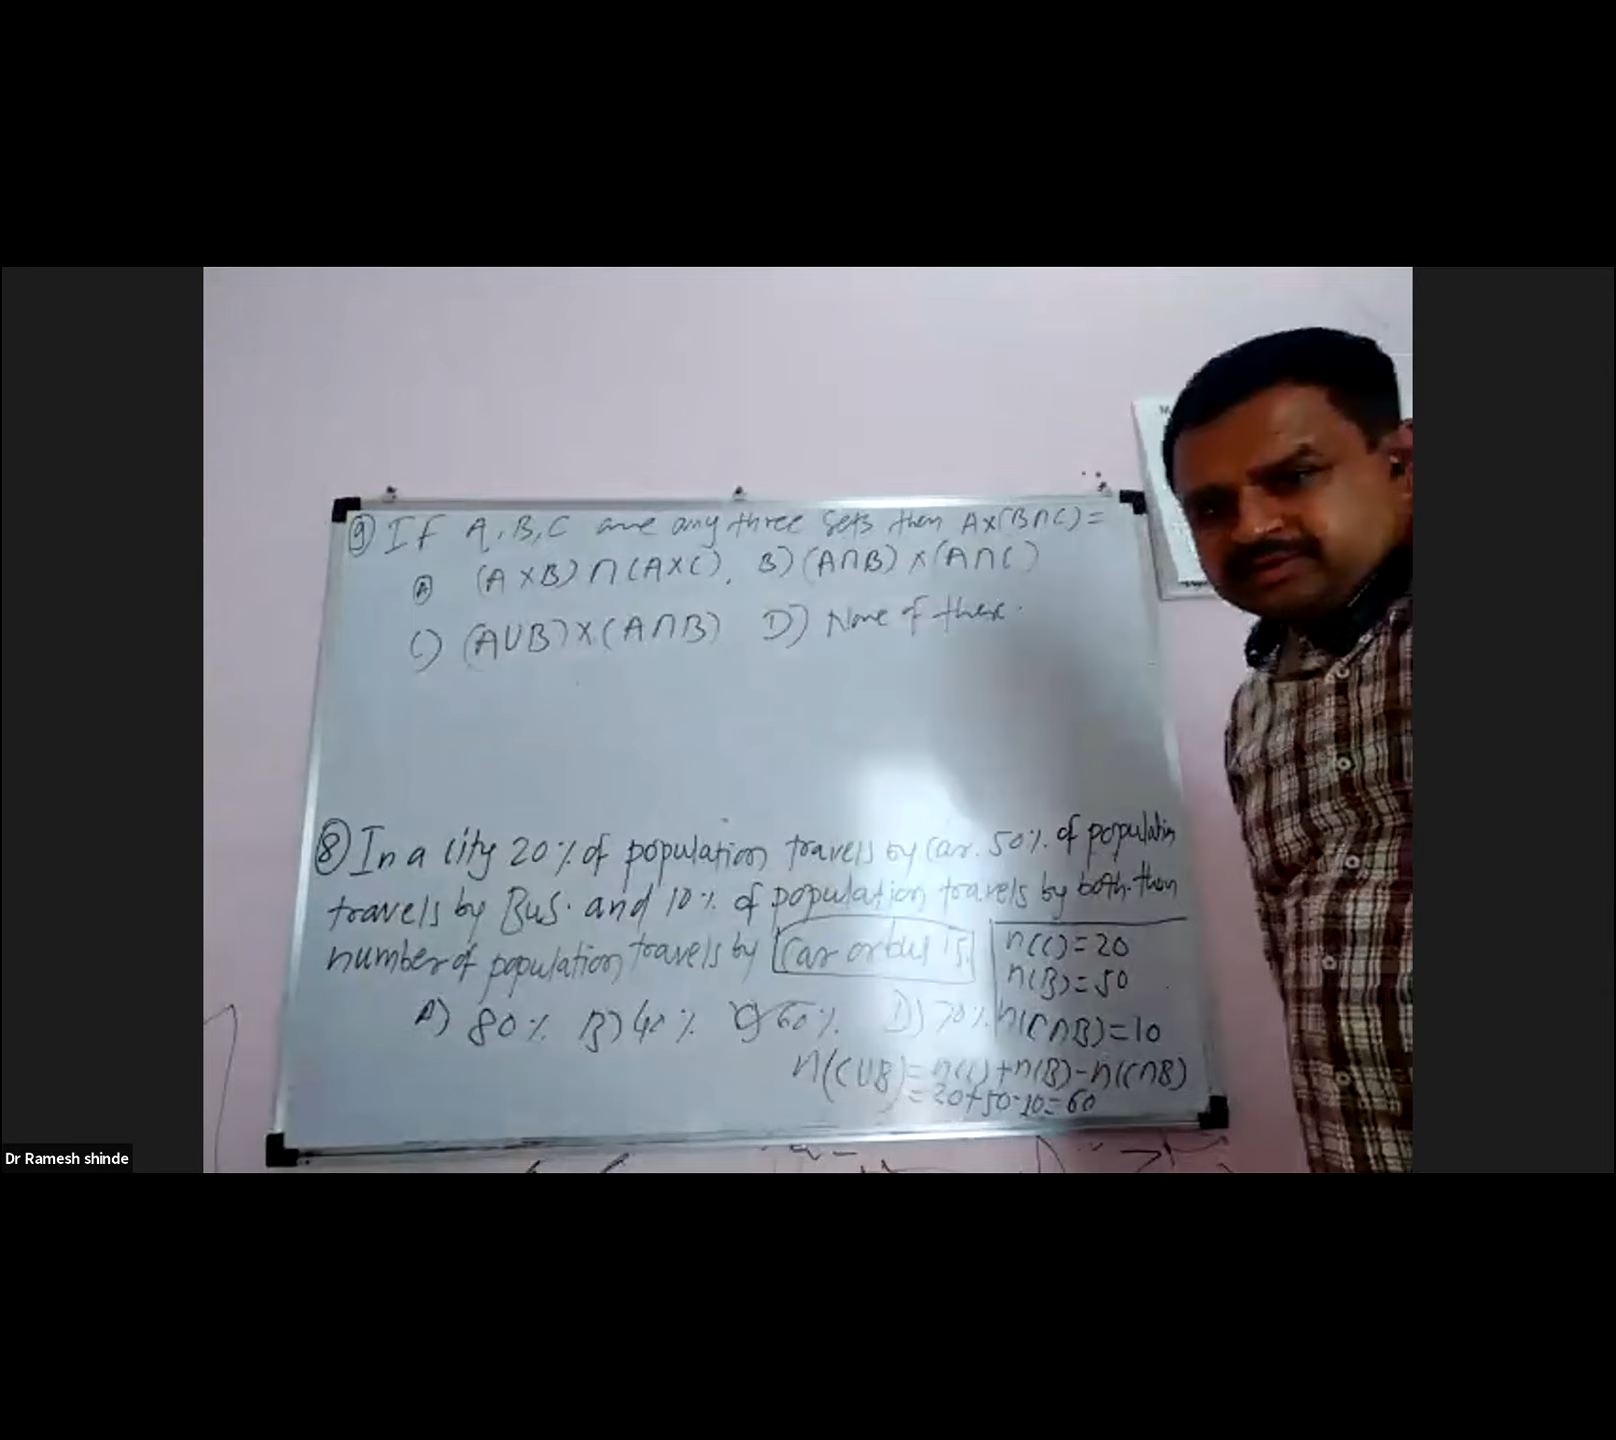 9) If A, B, C are any three sets then A×(B∩C)=
A) (A×B)∩(A×C). B) (A∩B)×(A∩C)
C) (A∪B)×(A∩B) D) None of these.
8) In a city 20% of population travels by Car. 50% of population
travels by Bus. and 10% of population travels by both. then
number of population travels by Car or bus is
n(C)=20
n(B)=50
A) 80% B) 40% C) 60% D) 70%
n(C∩B)=10
n(C∪B)=n(C)+n(B)-n(C∩B)
=20+50-10=60
Dr Ramesh shinde